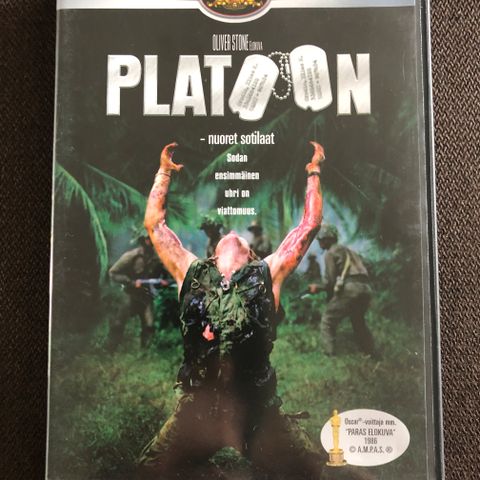 OLIVER STONE ELOKUVA
PLATOON
- nuoret sotilaat
Sodan
ensimmäinen
uhri on
viattomuus.
Oscar® -voittaja mm.
"PARAS ELOKUVA"
1986
© A.M.P.A.S. ®